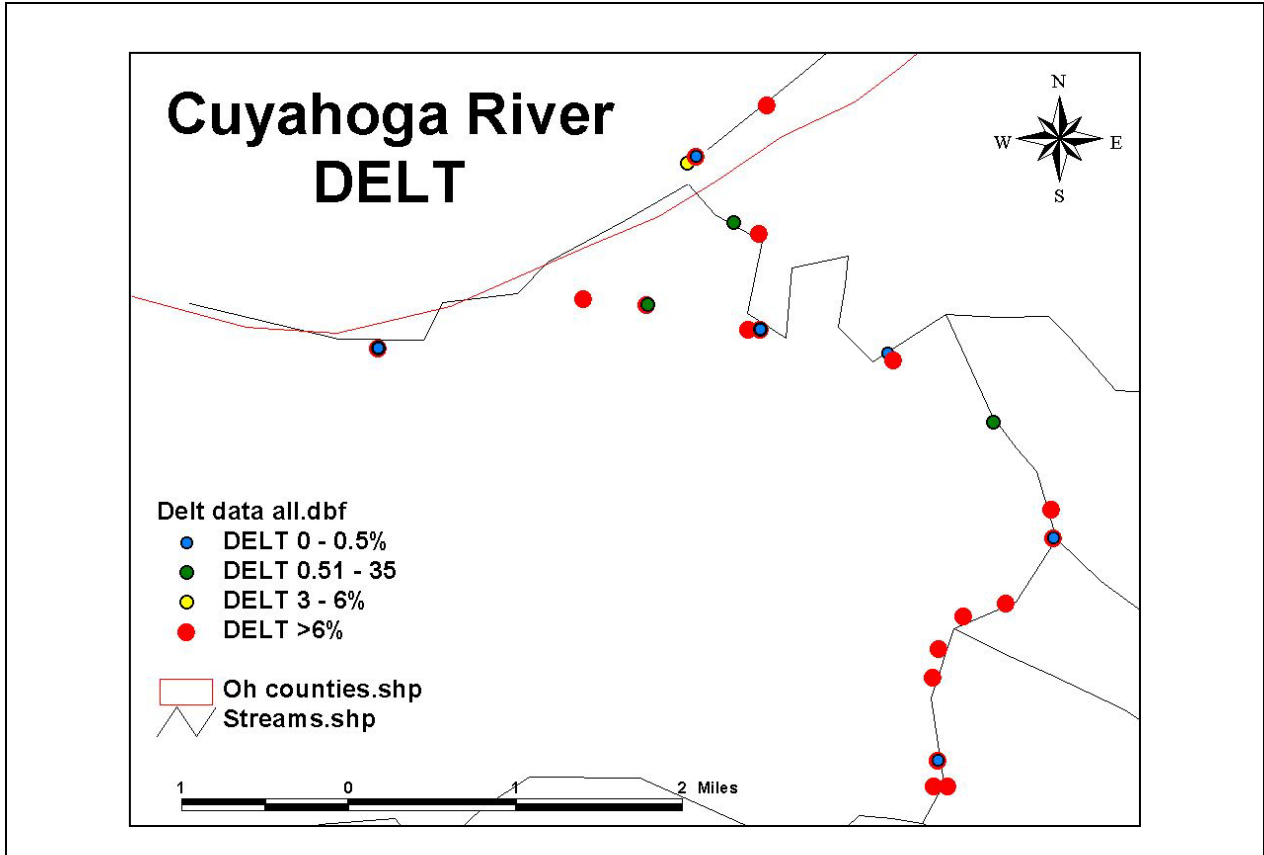 Cuyahoga River
DELT
N
W E
S
Delt data all.dbf
DELT 0 - 0.5%
DELT 0.51 - 35
DELT 3 - 6%
DELT >6%
Oh counties.shp
Streams.shp
1 0 1 2 Miles